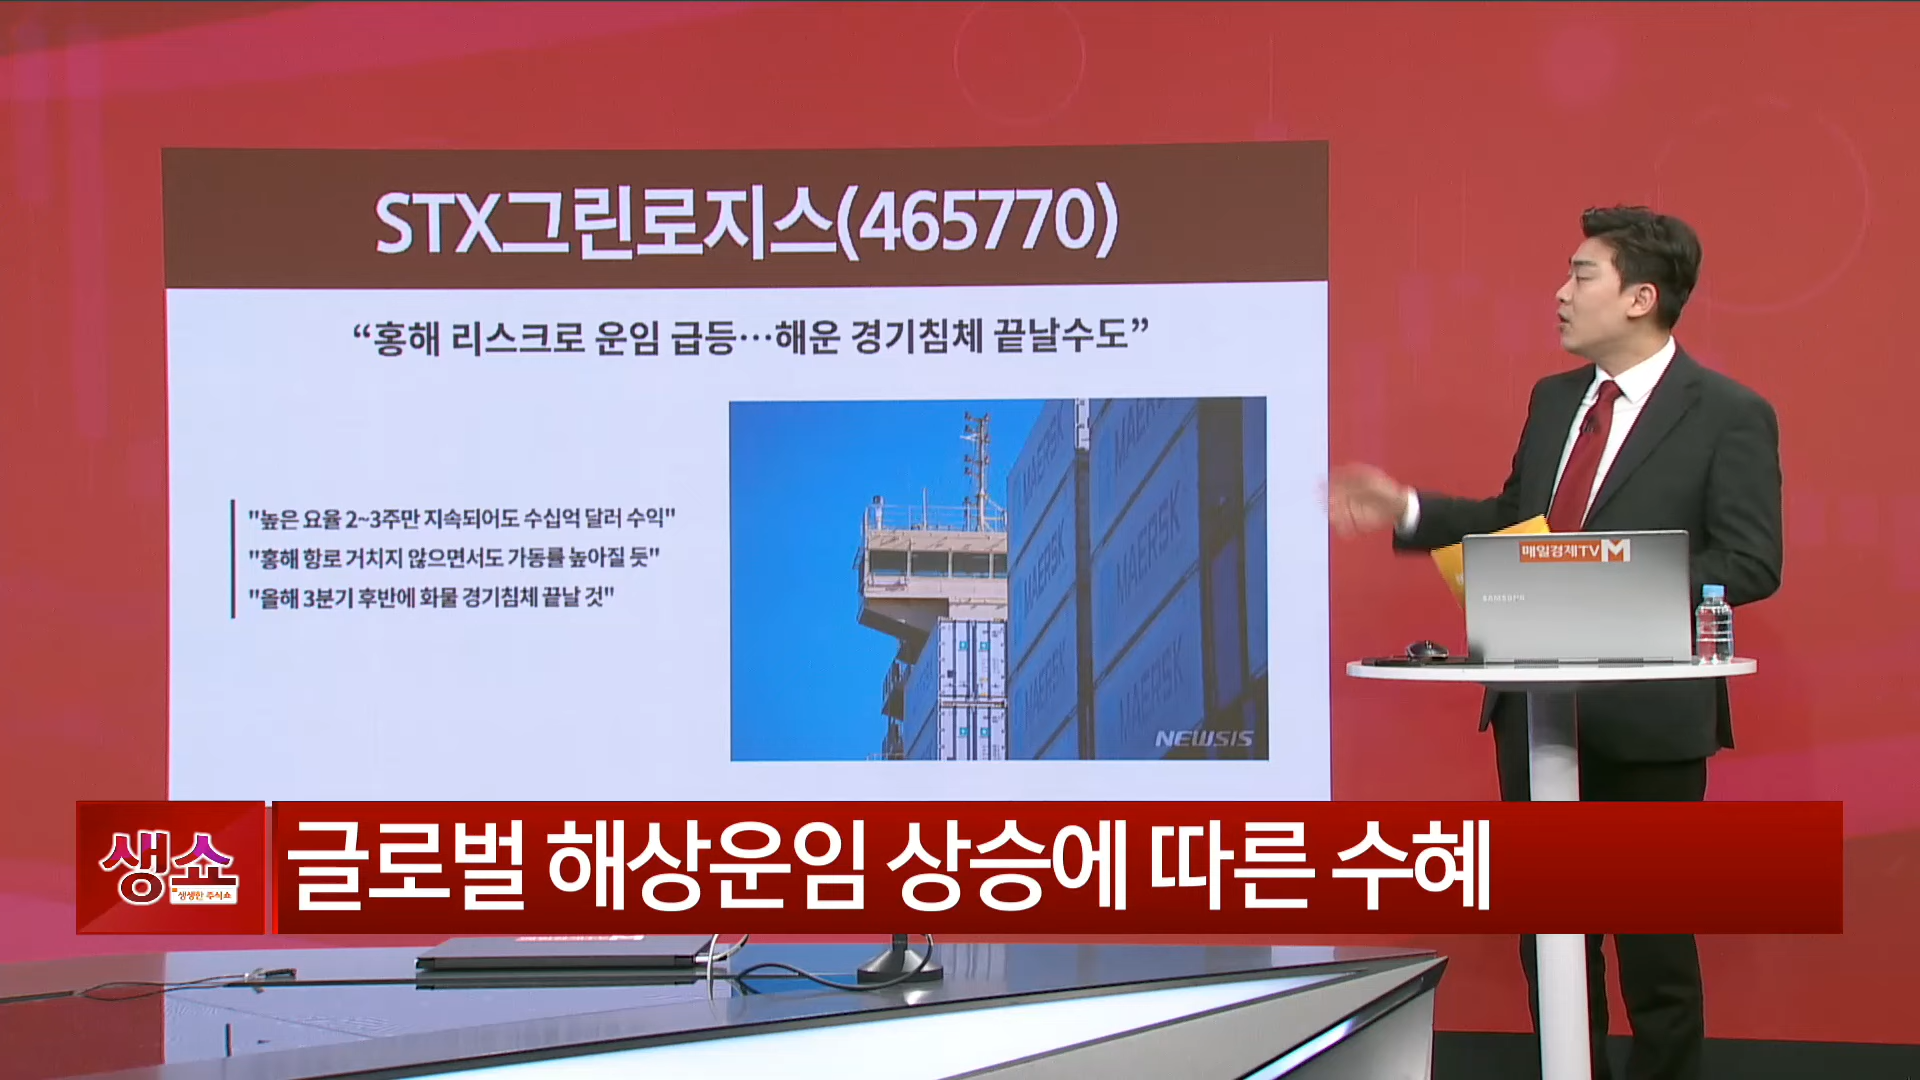 STX그린로지스(465770)
“홍해 리스크로 운임 급등…해운 경기침체 끝날수도”
"높은 요율 2~3주만 지속되어도 수십억 달러 수익"
"홍해 항로 거치지 않으면서도 가동률 높아질 듯"
"올해 3분기 후반에 화물 경기침체 끝날 것"
MAERSK
MAERSK
MAERSK
MAERSK
MAERSK
MAERSK
MAERSK
MAERSK
NEWSIS
매일경제TV M
SAMSUNG
생쇼
생생한 주식쇼
글로벌 해상운임 상승에 따른 수혜